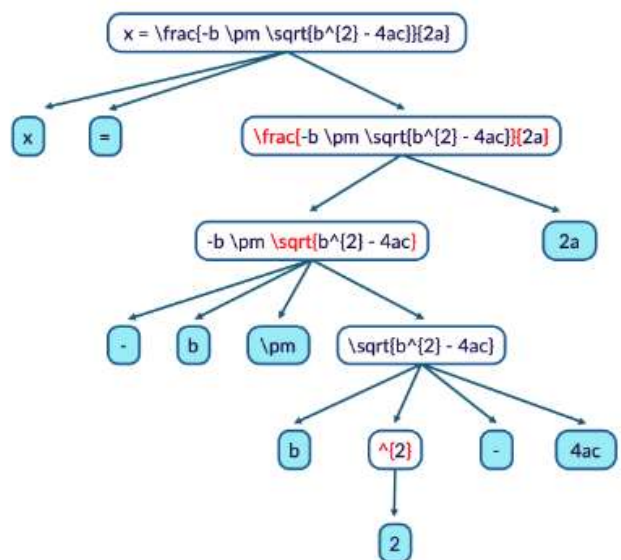 x = \frac{-b \pm \sqrt{b^{2} - 4ac}}{2a}
x
=
\frac{-b \pm \sqrt{b^{2} - 4ac}}{2a}
-b \pm \sqrt{b^{2} - 4ac}
2a
-
b
\pm
\sqrt{b^{2} - 4ac}
b
^{2}
-
4ac
2